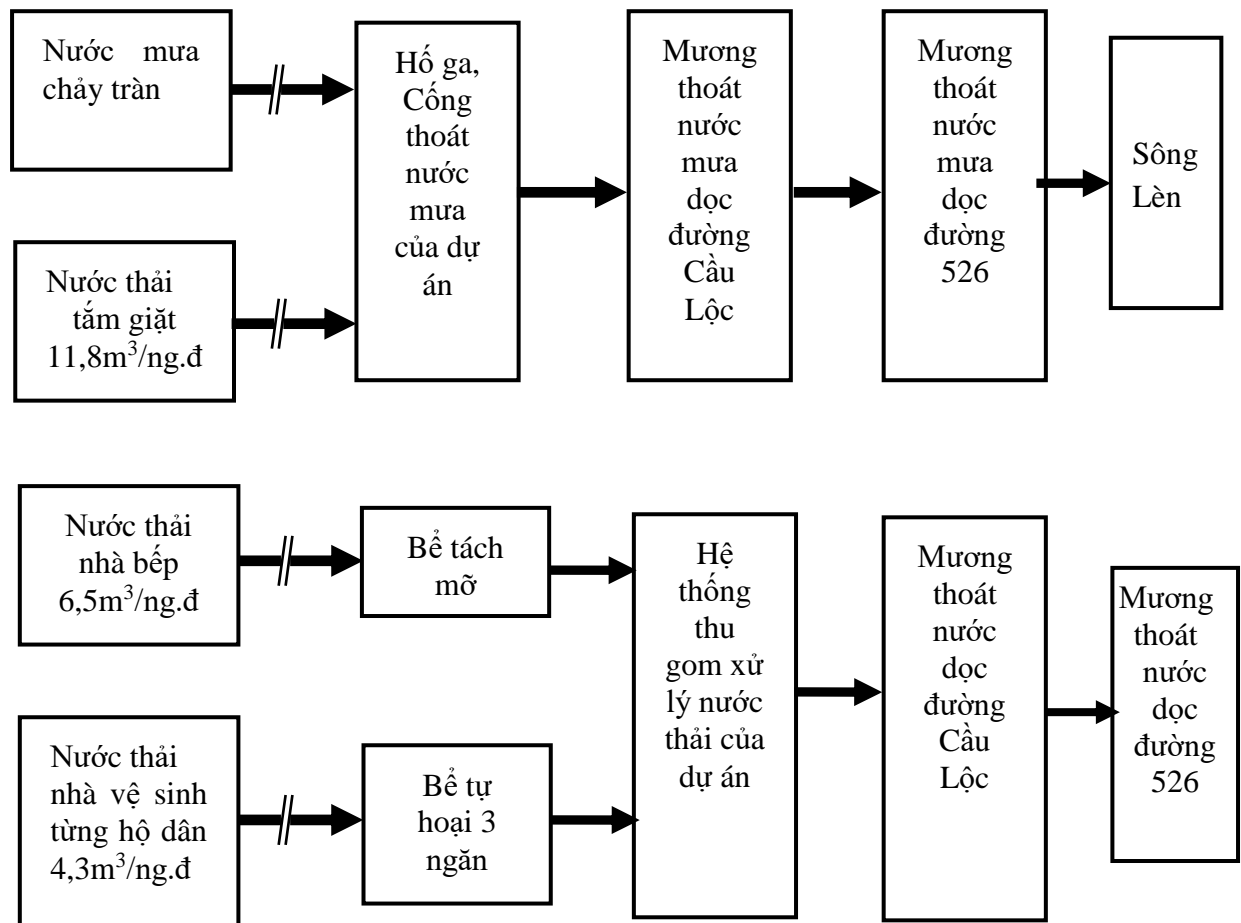 Nước mưa
chảy tràn
Hố ga,
Cống
thoát
nước
mưa
của dự
án
Mương
thoát
nước
mưa
dọc
đường
Cầu
Lộc
Mương
thoát
nước
mưa
dọc
đường
526
Sông
Lèn
Nước thải
tắm giặt
11,8m³/ng.đ
Nước thải
nhà bếp
6,5m³/ng.đ
Bể tách
mỡ
Hệ
thống
thu
gom xử
lý nước
thải của
dự án
Mương
thoát
nước
dọc
đường
Cầu
Lộc
Mương
thoát
nước
dọc
đường
526
Nước thải
nhà vệ sinh
từng hộ dân
4,3m³/ng.đ
Bể tự
hoại 3
ngăn